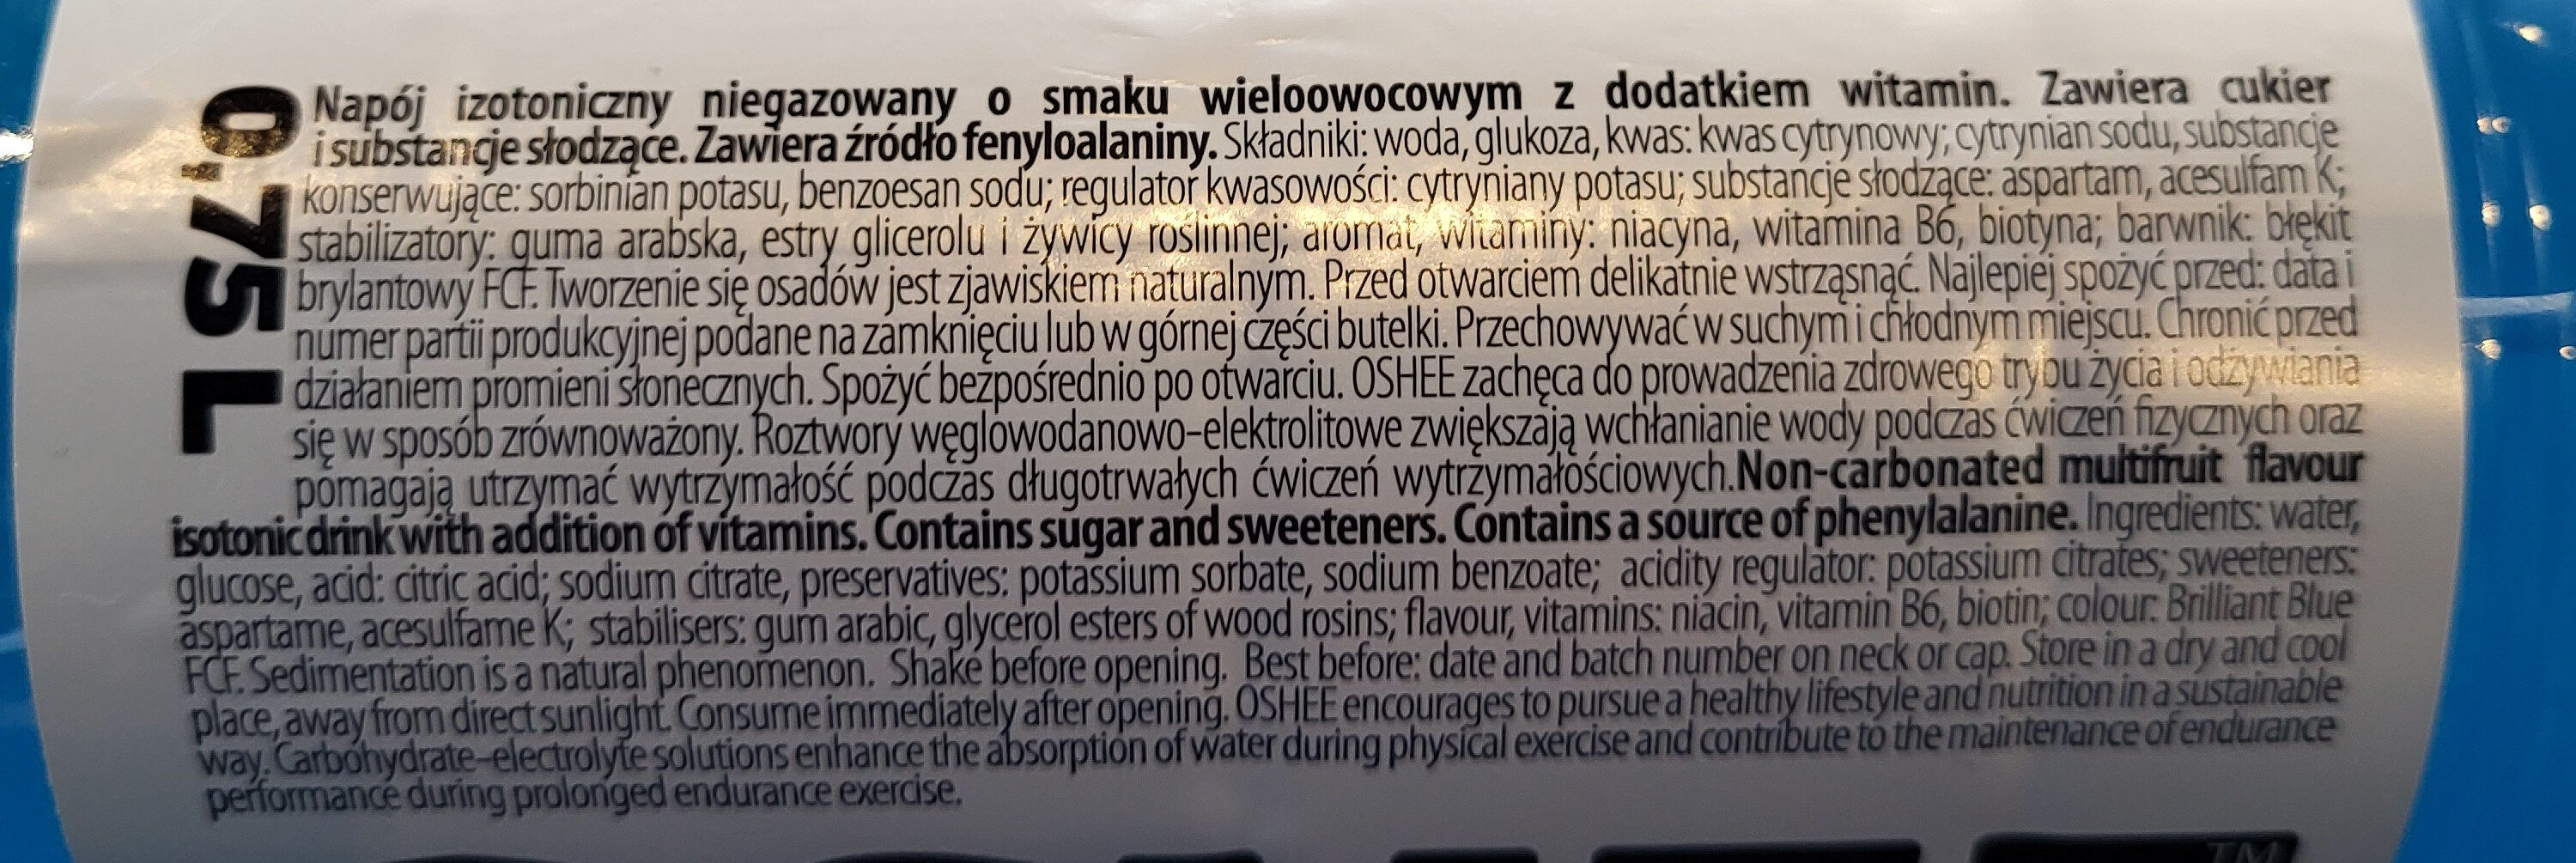 0,75 L
Napój izotoniczny niegazowany o smaku wieloowocowym z dodatkiem witamin. Zawiera cukier
i substancje słodzące. Zawiera źródło fenyloalaniny. Składniki: woda, glukoza, kwas: kwas cytrynowy; cytrynian sodu, substancje
konserwujące: sorbinian potasu, benzoesan sodu; regulator kwasowości: cytryniany potasu; substancje słodzące: aspartam, acesulfam K;
stabilizatory: guma arabska, estry glicerolu i żywicy roślinnej; aromat, witaminy: niacyna, witamina B6, biotyna; barwnik: błękit
brylantowy FCF. Tworzenie się osadów jest zjawiskiem naturalnym. Przed otwarciem delikatnie wstrząsnąć. Najlepiej spożyć przed: data i
numer partii produkcyjnej podane na zamknięciu lub w górnej części butelki. Przechowywać w suchym i chłodnym miejscu. Chronić przed
działaniem promieni słonecznych. Spożyć bezpośrednio po otwarciu. OSHEE zachęca do prowadzenia zdrowego trybu życia i odżywiania
się w sposób zrównoważony. Roztwory węglowodanowo-elektrolitowe zwiększają wchłanianie wody podczas ćwiczeń fizycznych oraz
pomagają utrzymać wytrzymałość podczas długotrwałych ćwiczeń wytrzymałościowych.Non-carbonated multifruit flavour
isotonic drink with addition of vitamins. Contains sugar and sweeteners. Contains a source of phenylalanine. Ingredients: water,
glucose, acid: citric acid; sodium citrate, preservatives: potassium sorbate, sodium benzoate; acidity regulator: potassium citrates; sweeteners:
aspartame, acesulfame K; stabilisers: gum arabic, glycerol esters of wood rosins; flavour, vitamins: niacin, vitamin B6, biotin; colour: Brilliant Blue
FCF. Sedimentation is a natural phenomenon. Shake before opening. Best before: date and batch number on neck or cap. Store in a dry and cool
place, away from direct sunlight. Consume immediately after opening. OSHEE encourages to pursue a healthy lifestyle and nutrition in a sustainable
way. Carbohydrate-electrolyte solutions enhance the absorption of water during physical exercise and contribute to the maintenance of endurance
performance during prolonged endurance exercise.
TM